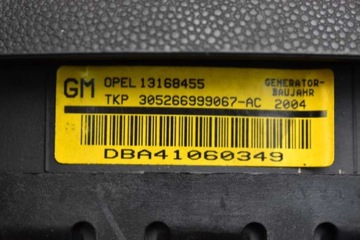 GM OPEL 13168455 GENERATOR-
BAUJAHR
TKP 305266999067-AC 2004
DBA41060349